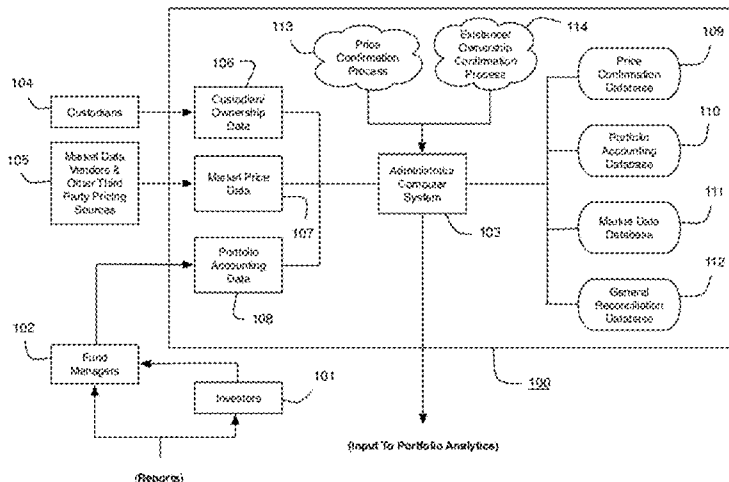 113
Price
Confirmation
Process
Existence/
Ownership
Confirmation
Process
114
109
Price
Confirmation
Database
106
104
Custodians
Custodian/
Ownership
Data
105
Market Data
Vendors &
Other Third
Party Pricing
Sources
Market Price
Data
107
Administrator
Computer
System
103
110
Portfolio
Accounting
Database
111
Market Data
Database
Portfolio
Accounting
Data
108
112
General
Reconciliation
Database
102
Fund
Managers
101
Investors
100
(Input To Portfolio Analytics)
(Reports)